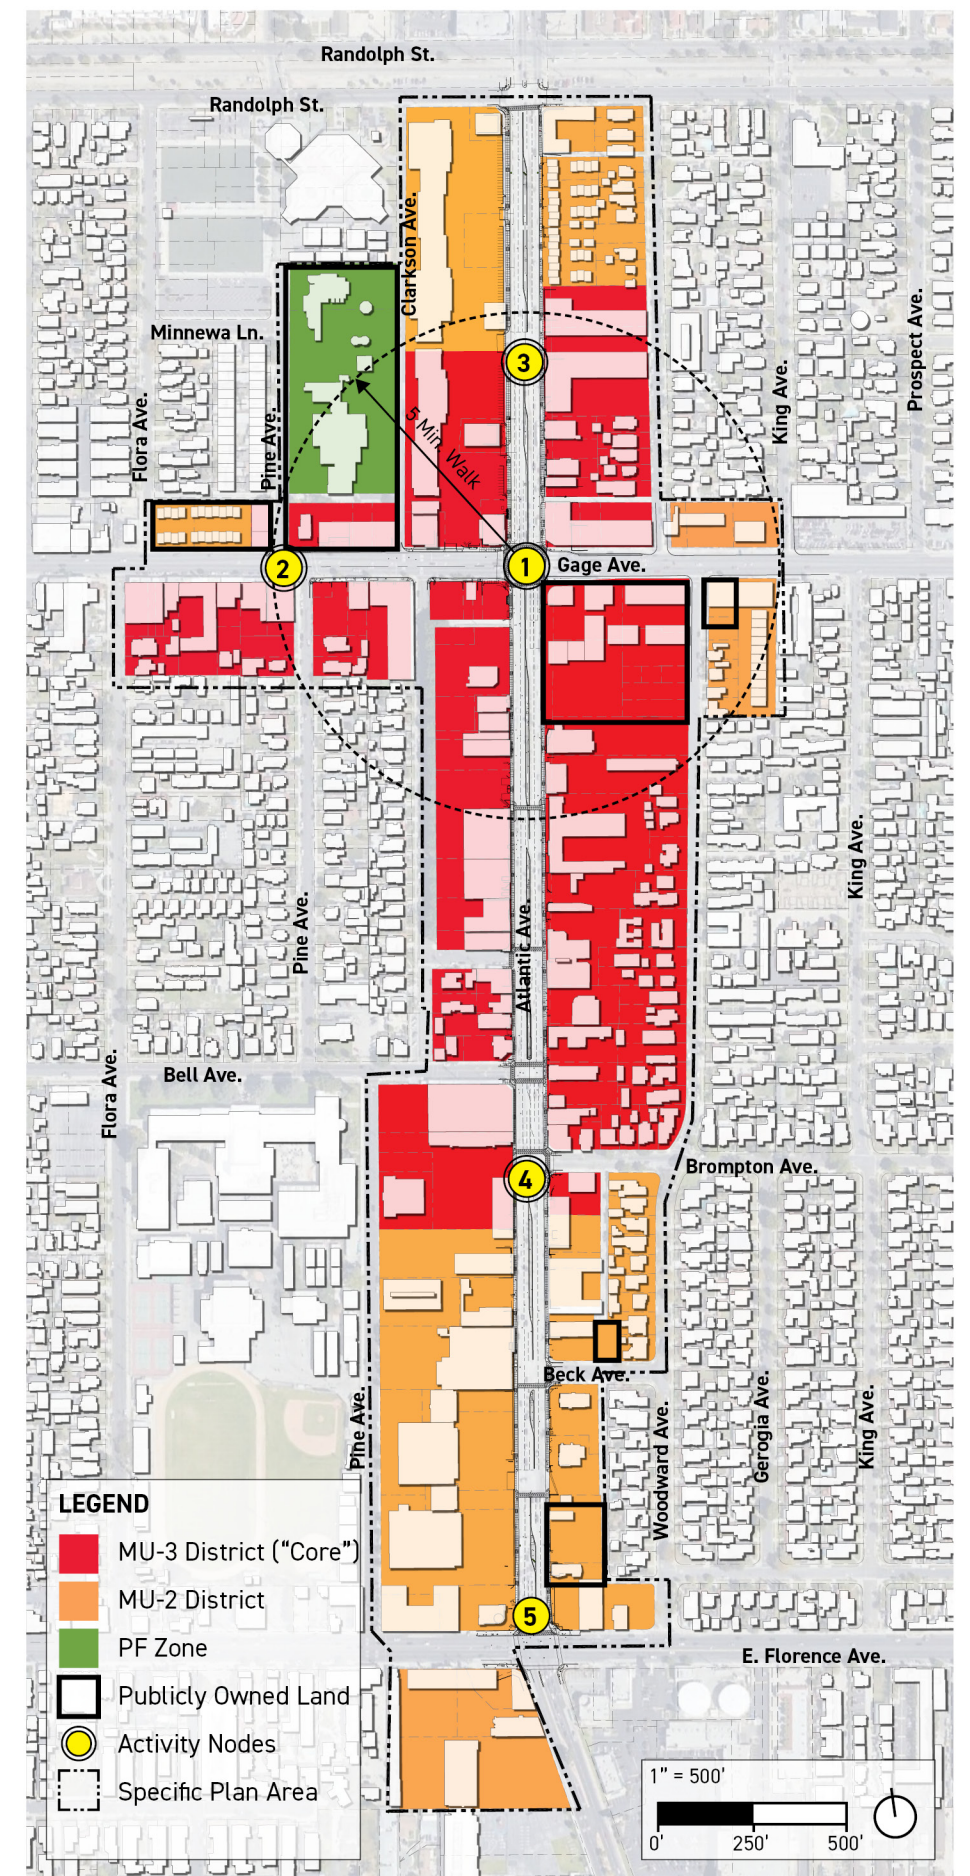 Randolph St.
Randolph St.
Clarkson Ave.
Minnewa Ln.
Prospect Ave.
3
King Ave.
Flora Ave.
Pine Ave.
5 Min. Walk
2
1
Gage Ave.
King Ave.
Pine Ave.
Atlantic Ave.
Flora Ave.
Bell Ave.
Brompton Ave.
4
Beck Ave.
Pine Ave.
Woodward Ave.
Gerogia Ave.
King Ave.
5
E. Florence Ave.
LEGEND
MU-3 District (“Core”)
MU-2 District
PF Zone
Publicly Owned Land
Activity Nodes
Specific Plan Area
1” = 500'
0'
250'
500'